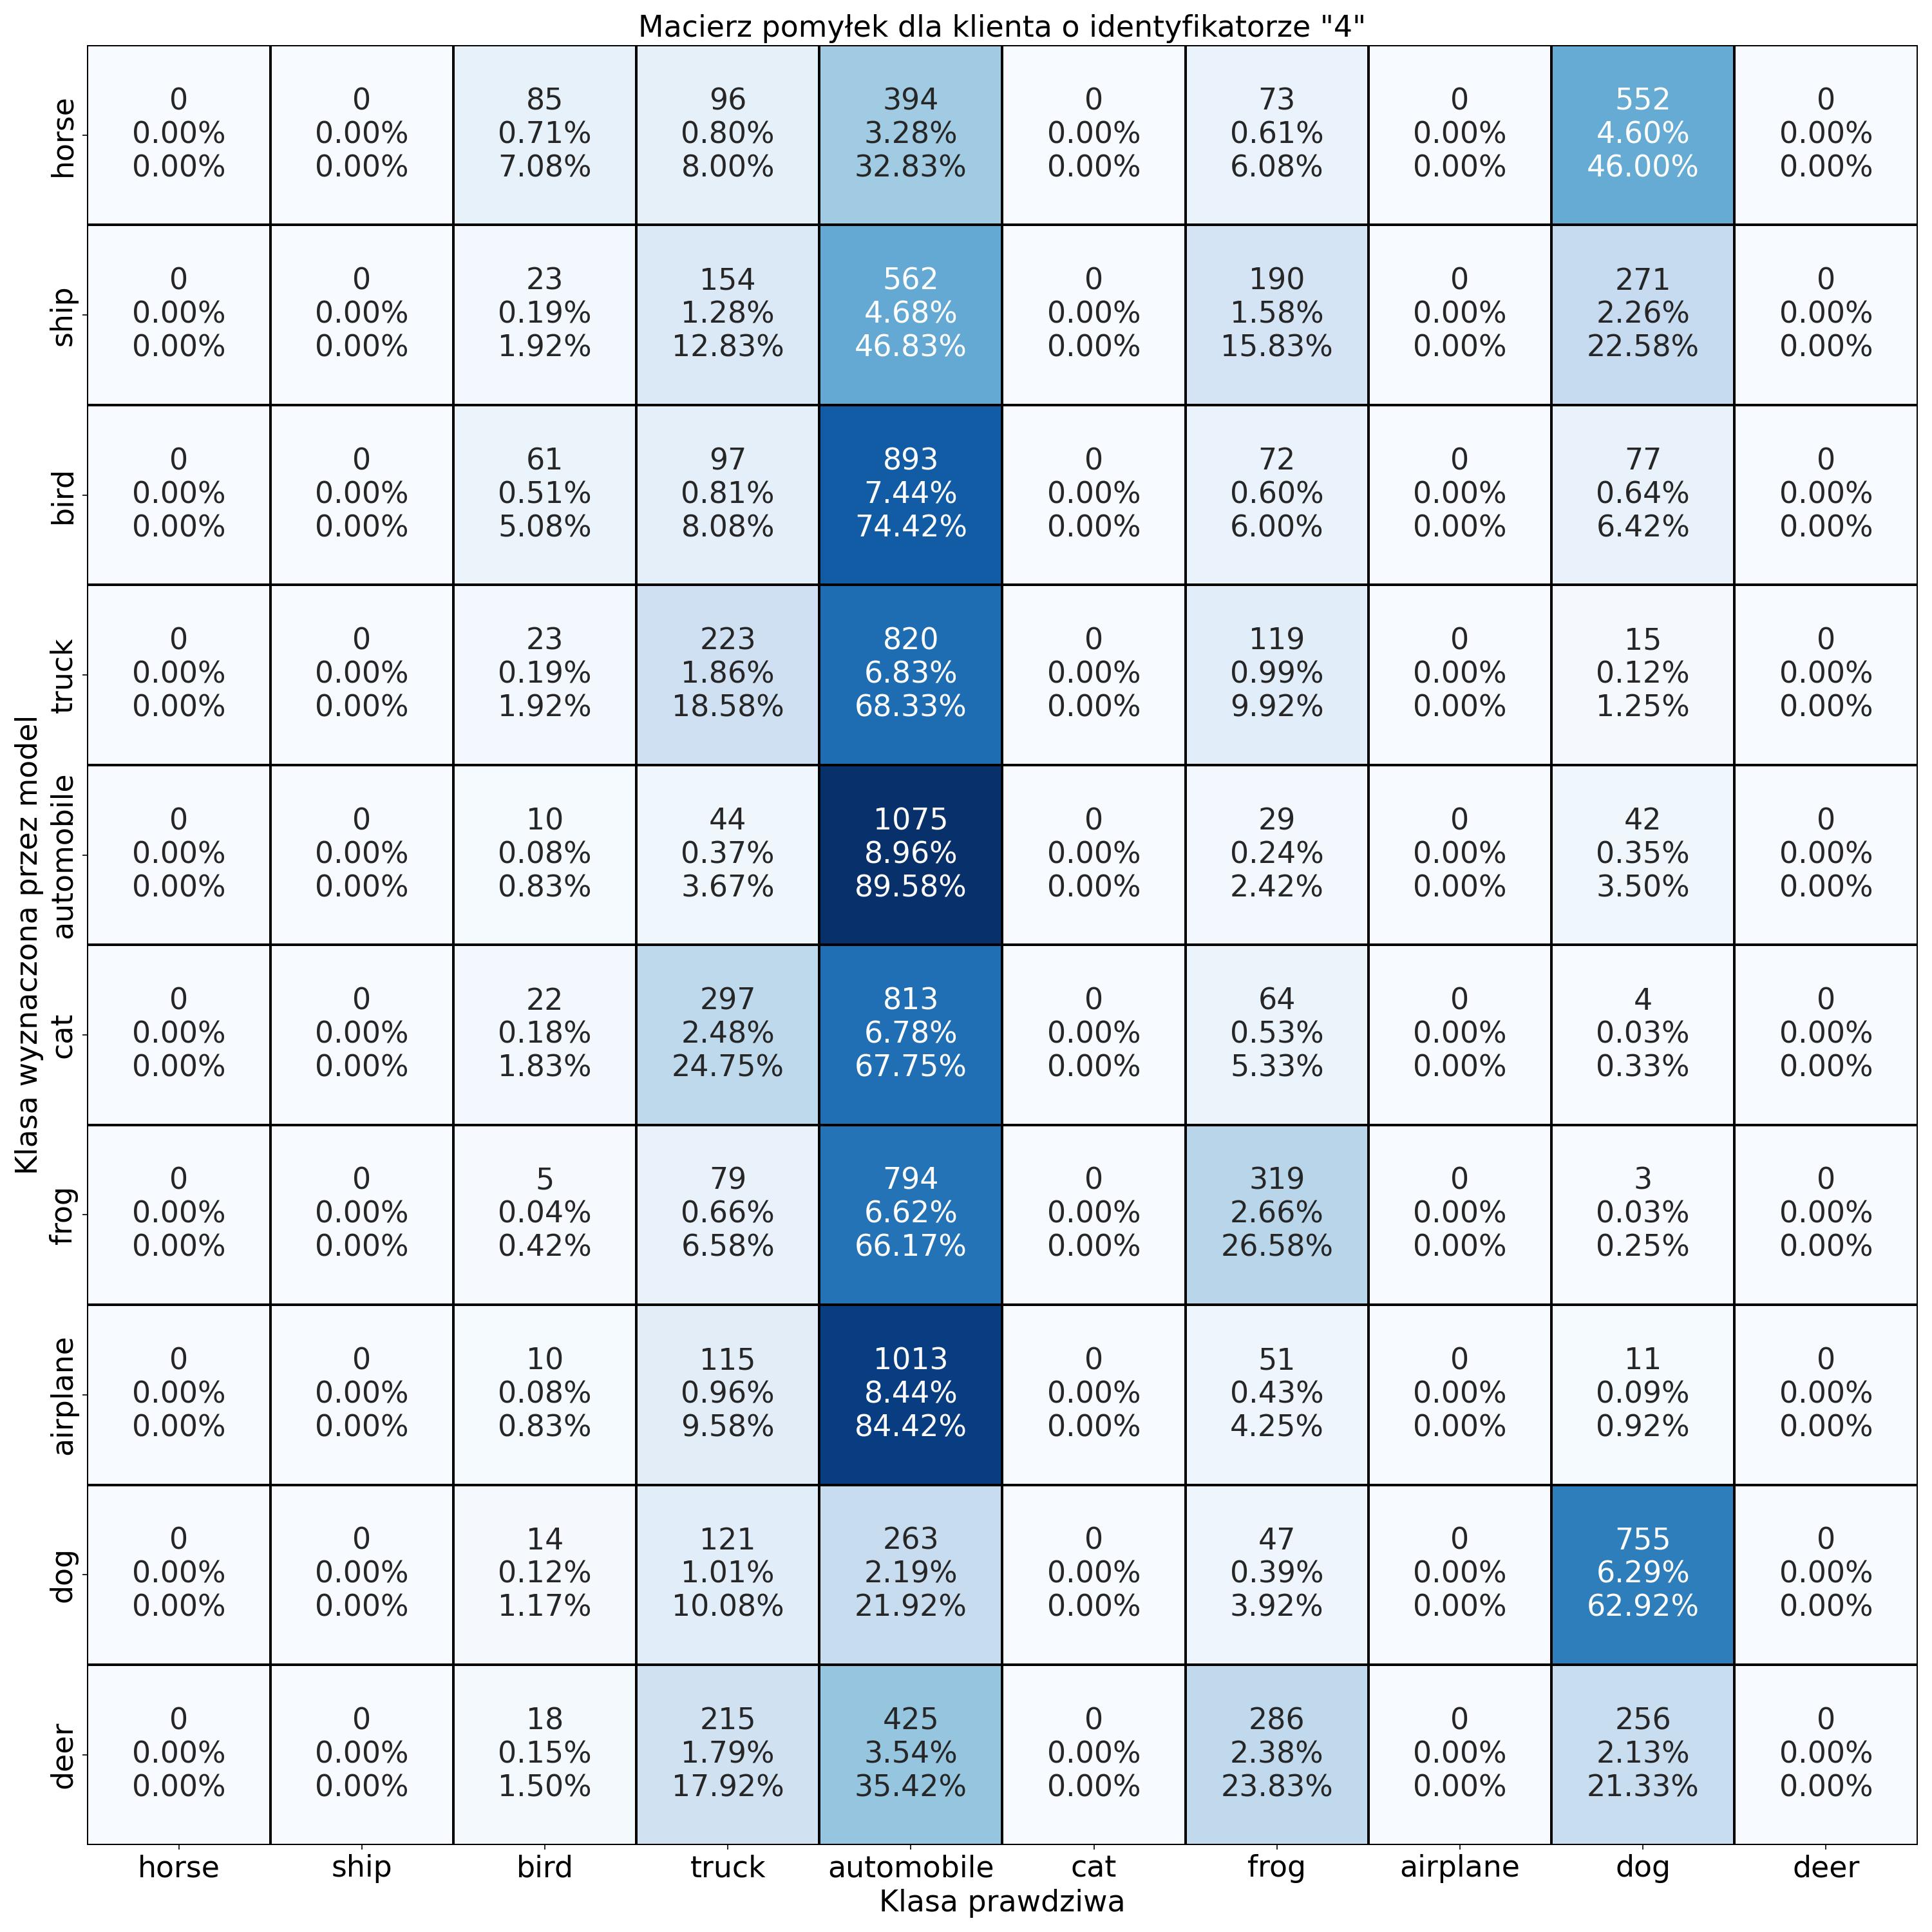 Macierz pomyłek dla klienta o identyfikatorze "4"
Klasa wyznaczona przez model
horse
0 0 85 96 394 0 73 0 552 0
0.00% 0.00% 0.71% 0.80% 3.28% 0.00% 0.61% 0.00% 4.60% 0.00%
0.00% 0.00% 7.08% 8.00% 32.83% 0.00% 6.08% 0.00% 46.00% 0.00%
ship
0 0 23 154 562 0 190 0 271 0
0.00% 0.00% 0.19% 1.28% 4.68% 0.00% 1.58% 0.00% 2.26% 0.00%
0.00% 0.00% 1.92% 12.83% 46.83% 0.00% 15.83% 0.00% 22.58% 0.00%
bird
0 0 61 97 893 0 72 0 77 0
0.00% 0.00% 0.51% 0.81% 7.44% 0.00% 0.60% 0.00% 0.64% 0.00%
0.00% 0.00% 5.08% 8.08% 74.42% 0.00% 6.00% 0.00% 6.42% 0.00%
truck
0 0 23 223 820 0 119 0 15 0
0.00% 0.00% 0.19% 1.86% 6.83% 0.00% 0.99% 0.00% 0.12% 0.00%
0.00% 0.00% 1.92% 18.58% 68.33% 0.00% 9.92% 0.00% 1.25% 0.00%
automobile
0 0 10 44 1075 0 29 0 42 0
0.00% 0.00% 0.08% 0.37% 8.96% 0.00% 0.24% 0.00% 0.35% 0.00%
0.00% 0.00% 0.83% 3.67% 89.58% 0.00% 2.42% 0.00% 3.50% 0.00%
cat
0 0 22 297 813 0 64 0 4 0
0.00% 0.00% 0.18% 2.48% 6.78% 0.00% 0.53% 0.00% 0.03% 0.00%
0.00% 0.00% 1.83% 24.75% 67.75% 0.00% 5.33% 0.00% 0.33% 0.00%
frog
0 0 5 79 794 0 319 0 3 0
0.00% 0.00% 0.04% 0.66% 6.62% 0.00% 2.66% 0.00% 0.03% 0.00%
0.00% 0.00% 0.42% 6.58% 66.17% 0.00% 26.58% 0.00% 0.25% 0.00%
airplane
0 0 10 115 1013 0 51 0 11 0
0.00% 0.00% 0.08% 0.96% 8.44% 0.00% 0.43% 0.00% 0.09% 0.00%
0.00% 0.00% 0.83% 9.58% 84.42% 0.00% 4.25% 0.00% 0.92% 0.00%
dog
0 0 14 121 263 0 47 0 755 0
0.00% 0.00% 0.12% 1.01% 2.19% 0.00% 0.39% 0.00% 6.29% 0.00%
0.00% 0.00% 1.17% 10.08% 21.92% 0.00% 3.92% 0.00% 62.92% 0.00%
deer
0 0 18 215 425 0 286 0 256 0
0.00% 0.00% 0.15% 1.79% 3.54% 0.00% 2.38% 0.00% 2.13% 0.00%
0.00% 0.00% 1.50% 17.92% 35.42% 0.00% 23.83% 0.00% 21.33% 0.00%
horse ship bird truck automobile cat frog airplane dog deer
Klasa prawdziwa